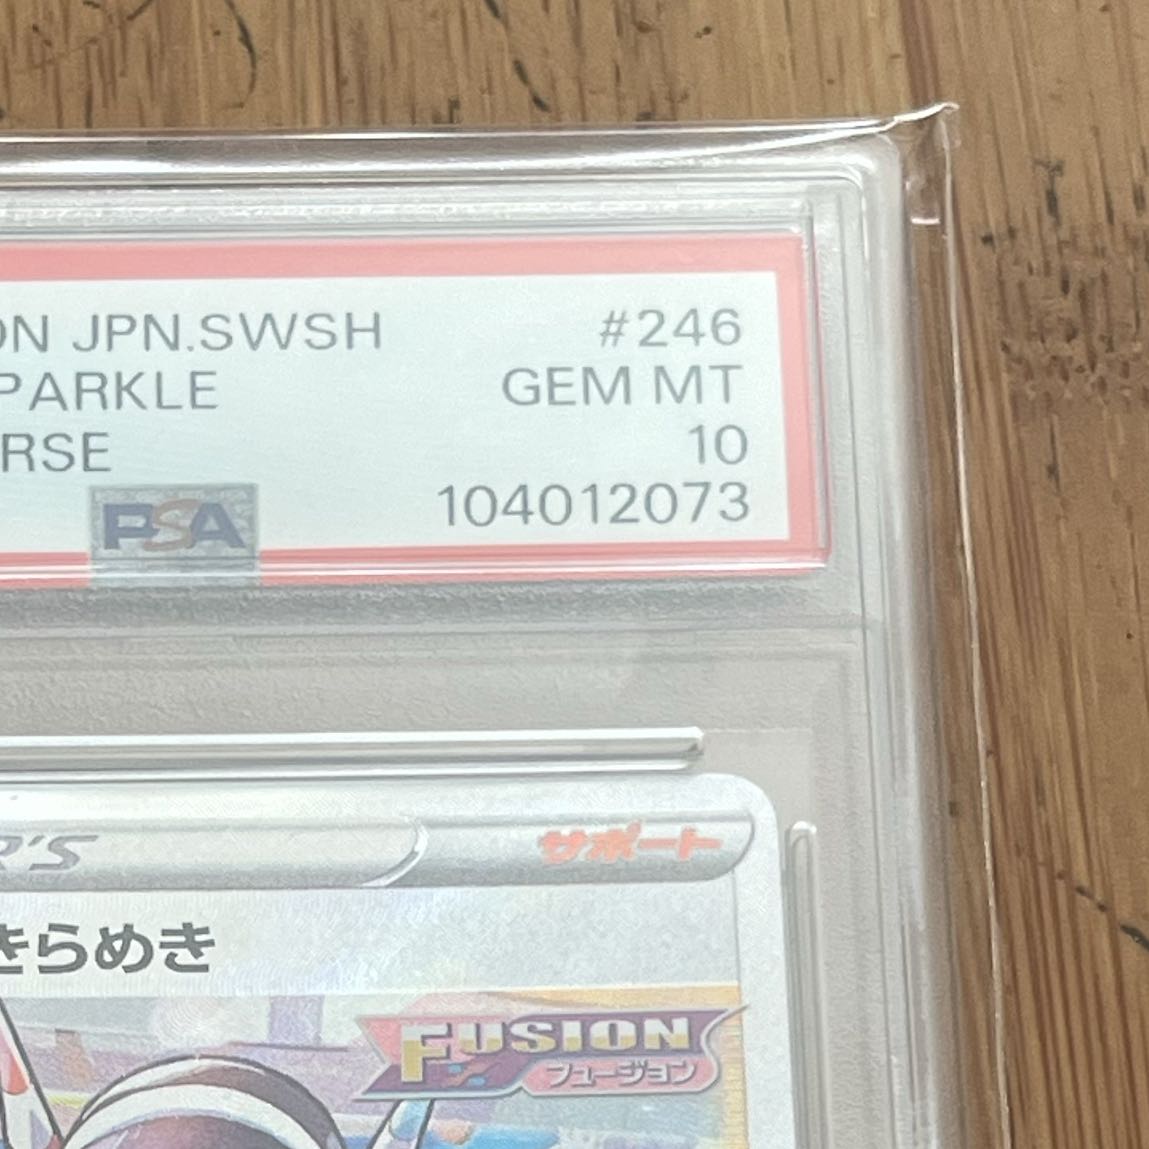 ON JPN.SWSH #246
SPARKLE GEM MT
RSE 10
PSA 104012073
R'S サポート
きらめき
FUSION
フュージョン